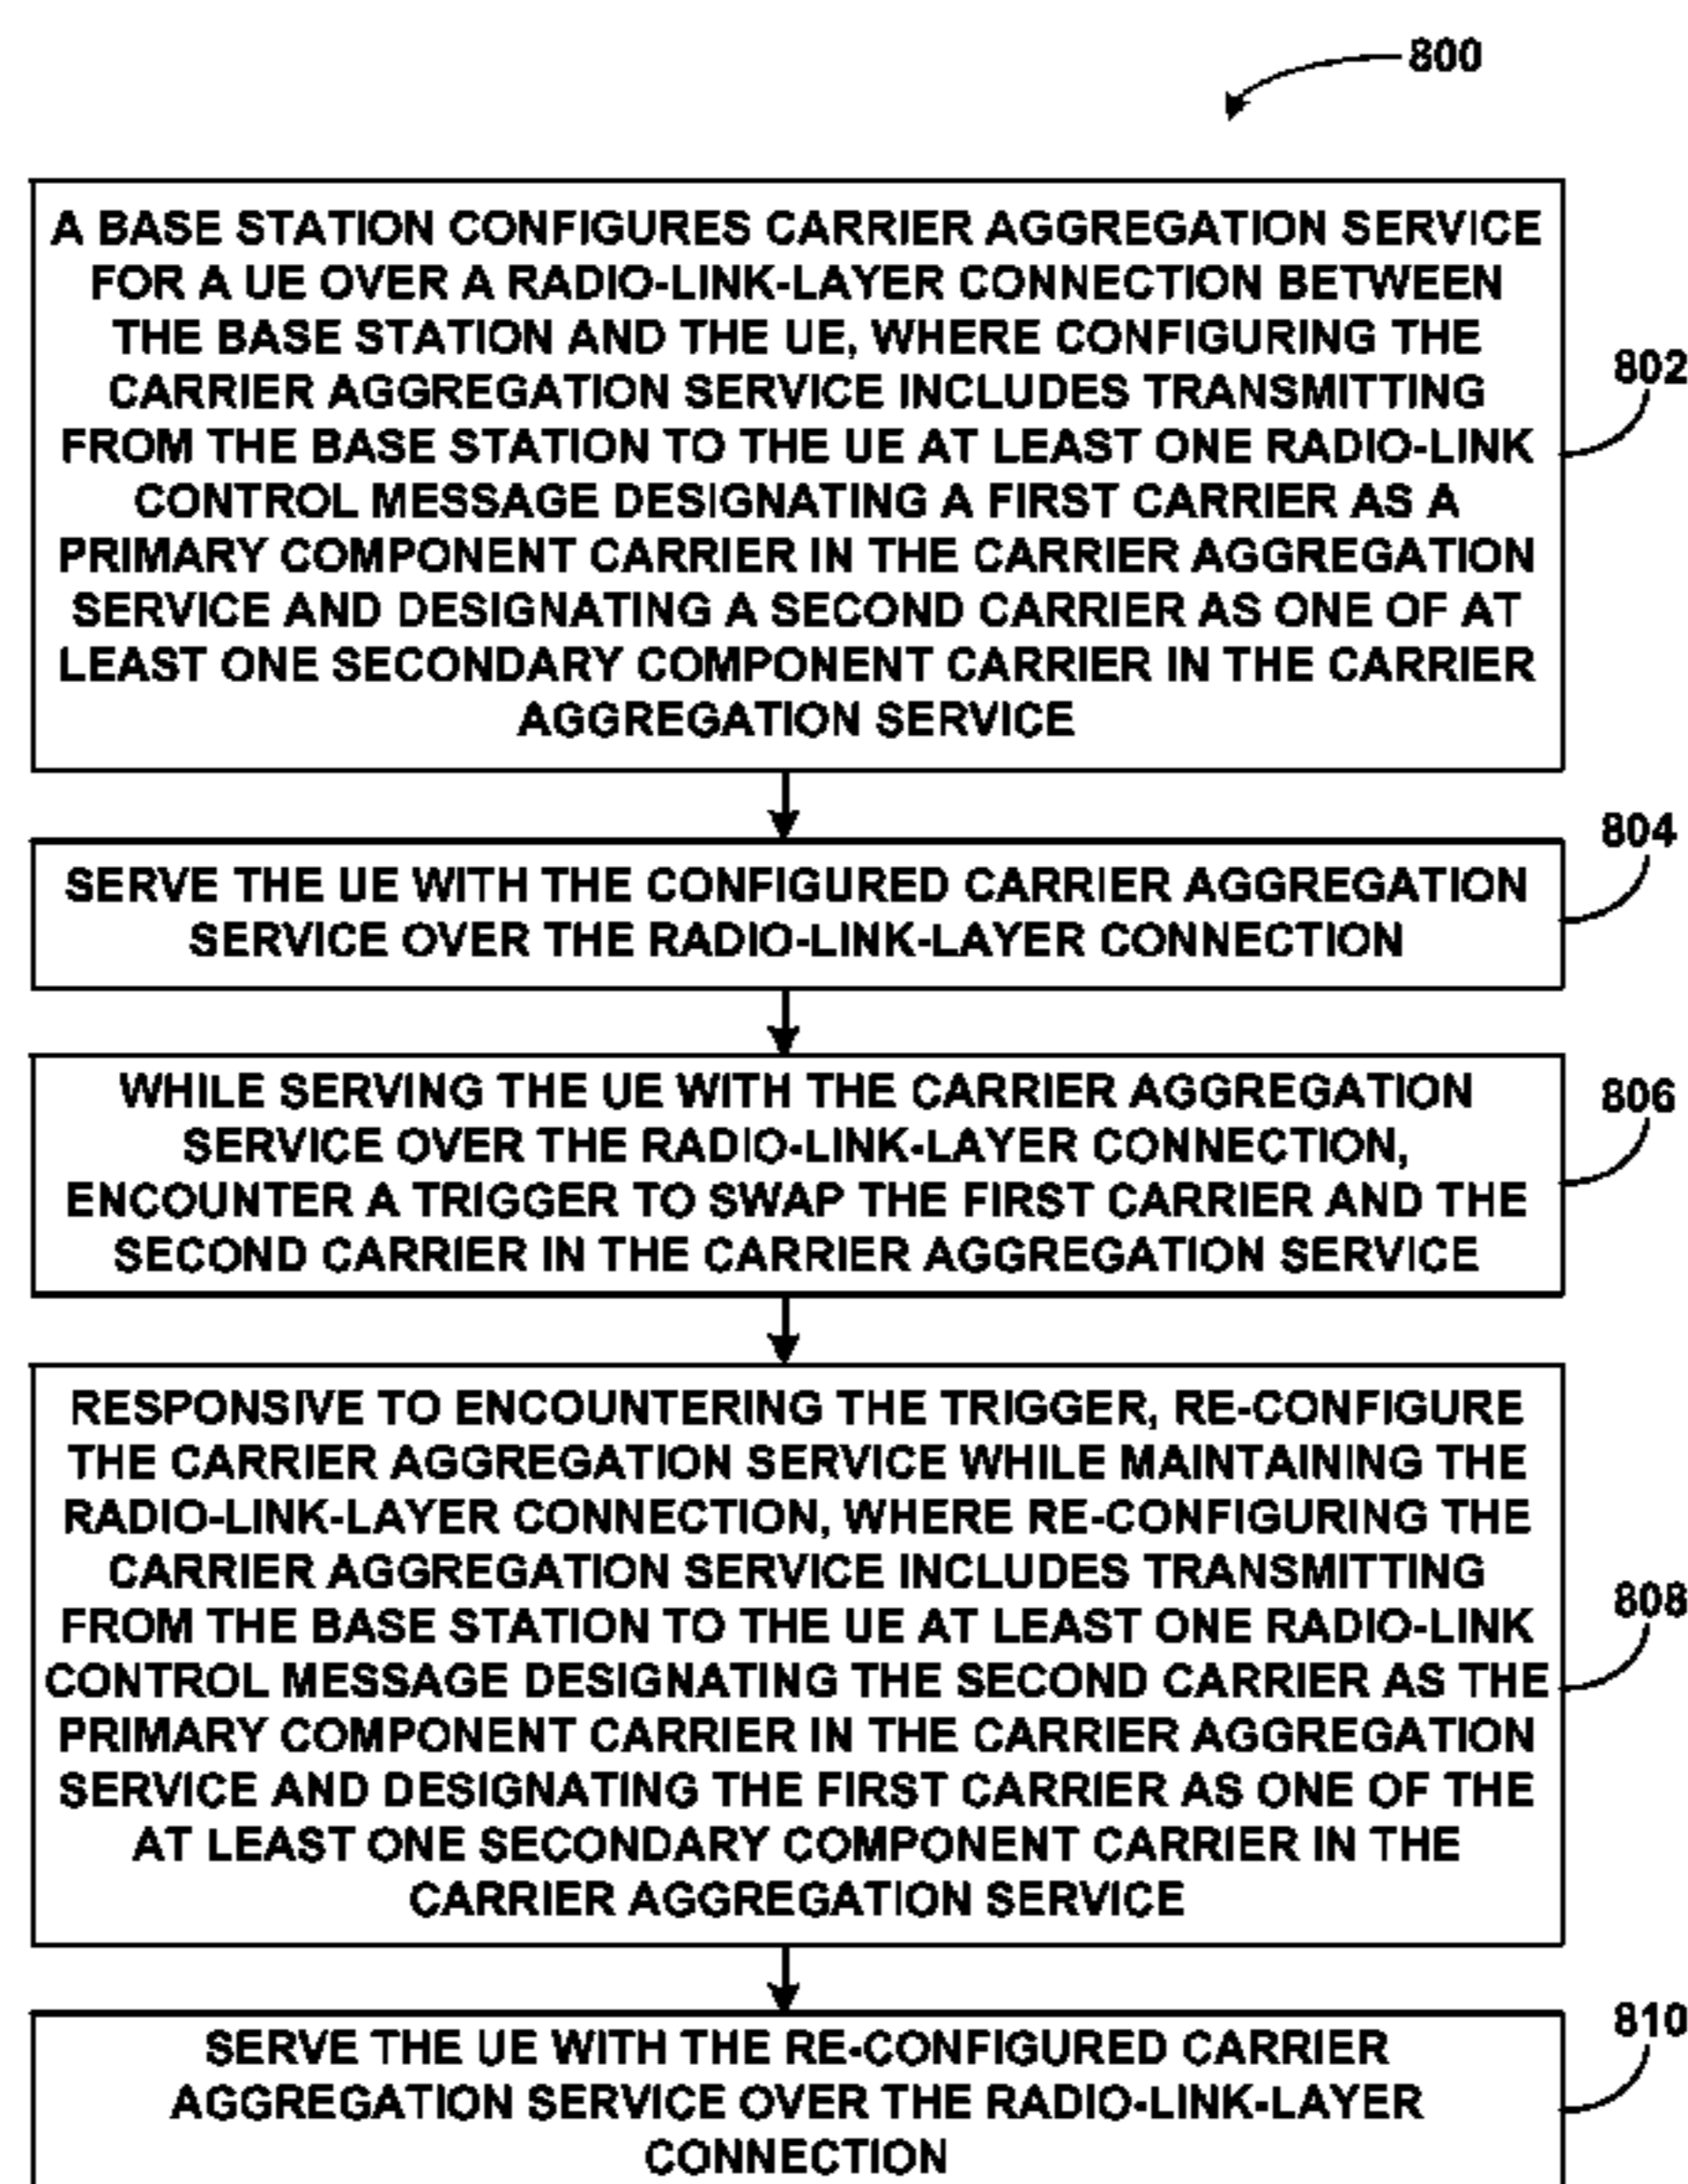 800
A BASE STATION CONFIGURES CARRIER AGGREGATION SERVICE
FOR A UE OVER A RADIO-LINK-LAYER CONNECTION BETWEEN
THE BASE STATION AND THE UE, WHERE CONFIGURING THE
CARRIER AGGREGATION SERVICE INCLUDES TRANSMITTING
FROM THE BASE STATION TO THE UE AT LEAST ONE RADIO-LINK
CONTROL MESSAGE DESIGNATING A FIRST CARRIER AS A
PRIMARY COMPONENT CARRIER IN THE CARRIER AGGREGATION
SERVICE AND DESIGNATING A SECOND CARRIER AS ONE OF AT
LEAST ONE SECONDARY COMPONENT CARRIER IN THE CARRIER
AGGREGATION SERVICE
802
SERVE THE UE WITH THE CONFIGURED CARRIER AGGREGATION
SERVICE OVER THE RADIO-LINK-LAYER CONNECTION
804
WHILE SERVING THE UE WITH THE CARRIER AGGREGATION
SERVICE OVER THE RADIO-LINK-LAYER CONNECTION,
ENCOUNTER A TRIGGER TO SWAP THE FIRST CARRIER AND THE
SECOND CARRIER IN THE CARRIER AGGREGATION SERVICE
806
RESPONSIVE TO ENCOUNTERING THE TRIGGER, RE-CONFIGURE
THE CARRIER AGGREGATION SERVICE WHILE MAINTAINING THE
RADIO-LINK-LAYER CONNECTION, WHERE RE-CONFIGURING THE
CARRIER AGGREGATION SERVICE INCLUDES TRANSMITTING
FROM THE BASE STATION TO THE UE AT LEAST ONE RADIO-LINK
CONTROL MESSAGE DESIGNATING THE SECOND CARRIER AS THE
PRIMARY COMPONENT CARRIER IN THE CARRIER AGGREGATION
SERVICE AND DESIGNATING THE FIRST CARRIER AS ONE OF THE
AT LEAST ONE SECONDARY COMPONENT CARRIER IN THE
CARRIER AGGREGATION SERVICE
808
SERVE THE UE WITH THE RE-CONFIGURED CARRIER
AGGREGATION SERVICE OVER THE RADIO-LINK-LAYER
CONNECTION
810